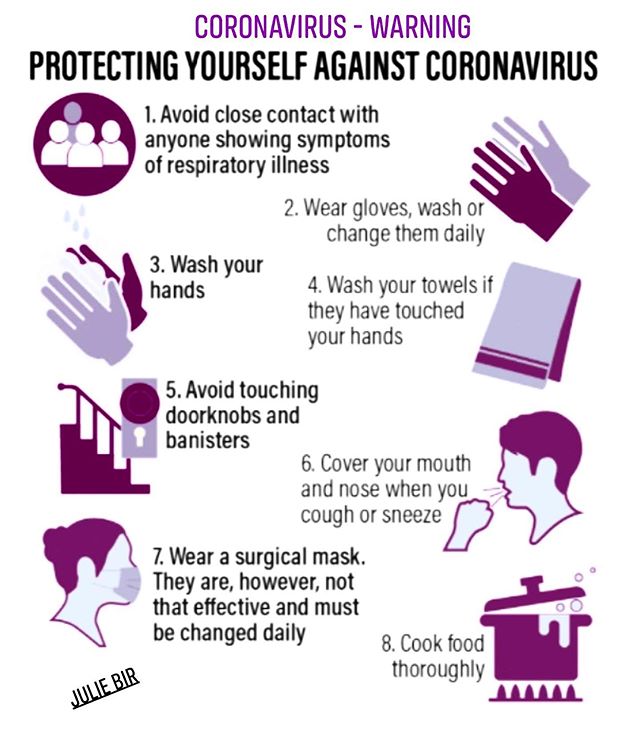 CORONAVIRUS - WARNING
PROTECTING YOURSELF AGAINST CORONAVIRUS
1. Avoid close contact with
anyone showing symptoms
of respiratory illness
2. Wear gloves, wash or
change them daily
3. Wash your
hands
4. Wash your towels if
they have touched
your hands
5. Avoid touching
doorknobs and
banisters
6. Cover your mouth
and nose when you
cough or sneeze
7. Wear a surgical mask.
They are, however, not
that effective and must
be changed daily
8. Cook food
thoroughly
JULIE BIR